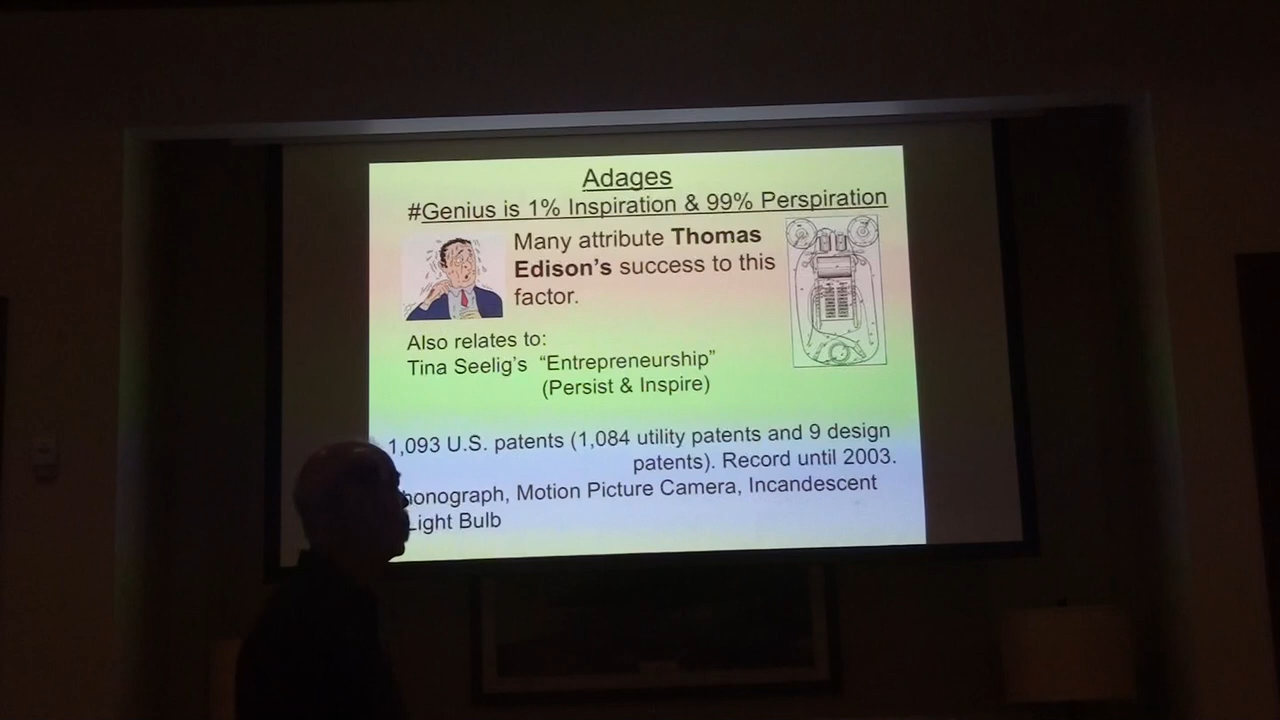 Adages
#Genius is 1% Inspiration & 99% Perspiration
Many attribute Thomas
Edison's success to this
factor.
Also relates to:
Tina Seelig's “Entrepreneurship”
(Persist & Inspire)
1,093 U.S. patents (1,084 utility patents and 9 design
patents). Record until 2003.
honograph, Motion Picture Camera, Incandescent
Light Bulb